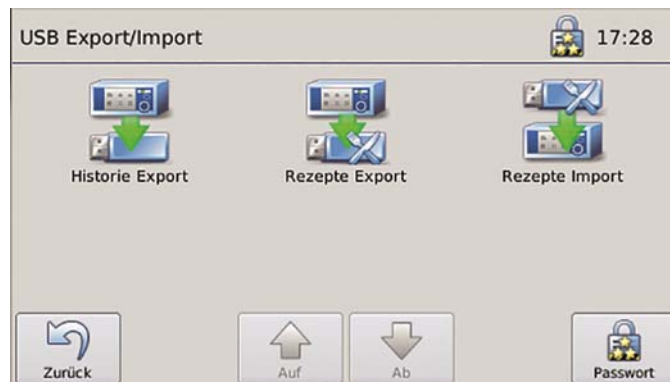 USB Export/Import
17:28
Historie Export
Rezepte Export
Rezepte Import
Zurück
Auf
Ab
Passwort